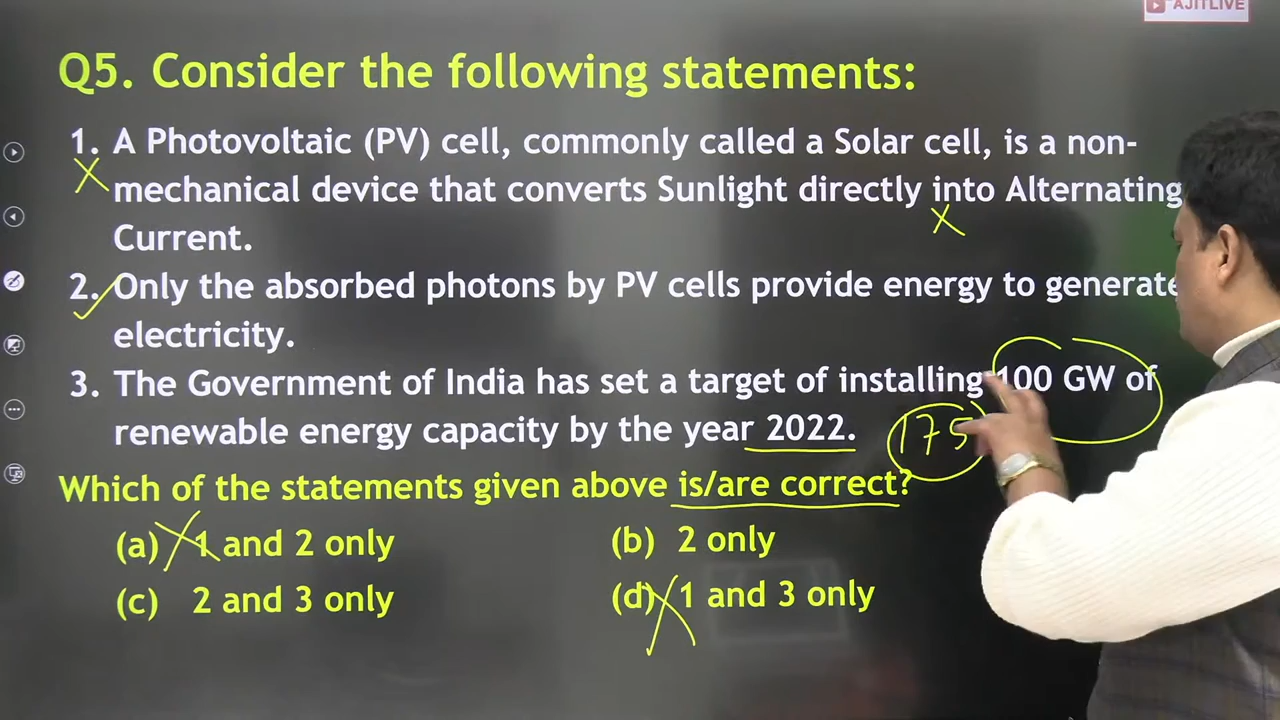 AJITLIVE
Q5. Consider the following statements:
1. A Photovoltaic (PV) cell, commonly called a Solar cell, is a non-
mechanical device that converts Sunlight directly into Alternating
Current.
2. Only the absorbed photons by PV cells provide energy to generate
electricity.
3. The Government of India has set a target of installing 100 GW of
renewable energy capacity by the year 2022. 175
Which of the statements given above is/are correct?
(a) 1 and 2 only (b) 2 only
(c) 2 and 3 only (d) 1 and 3 only